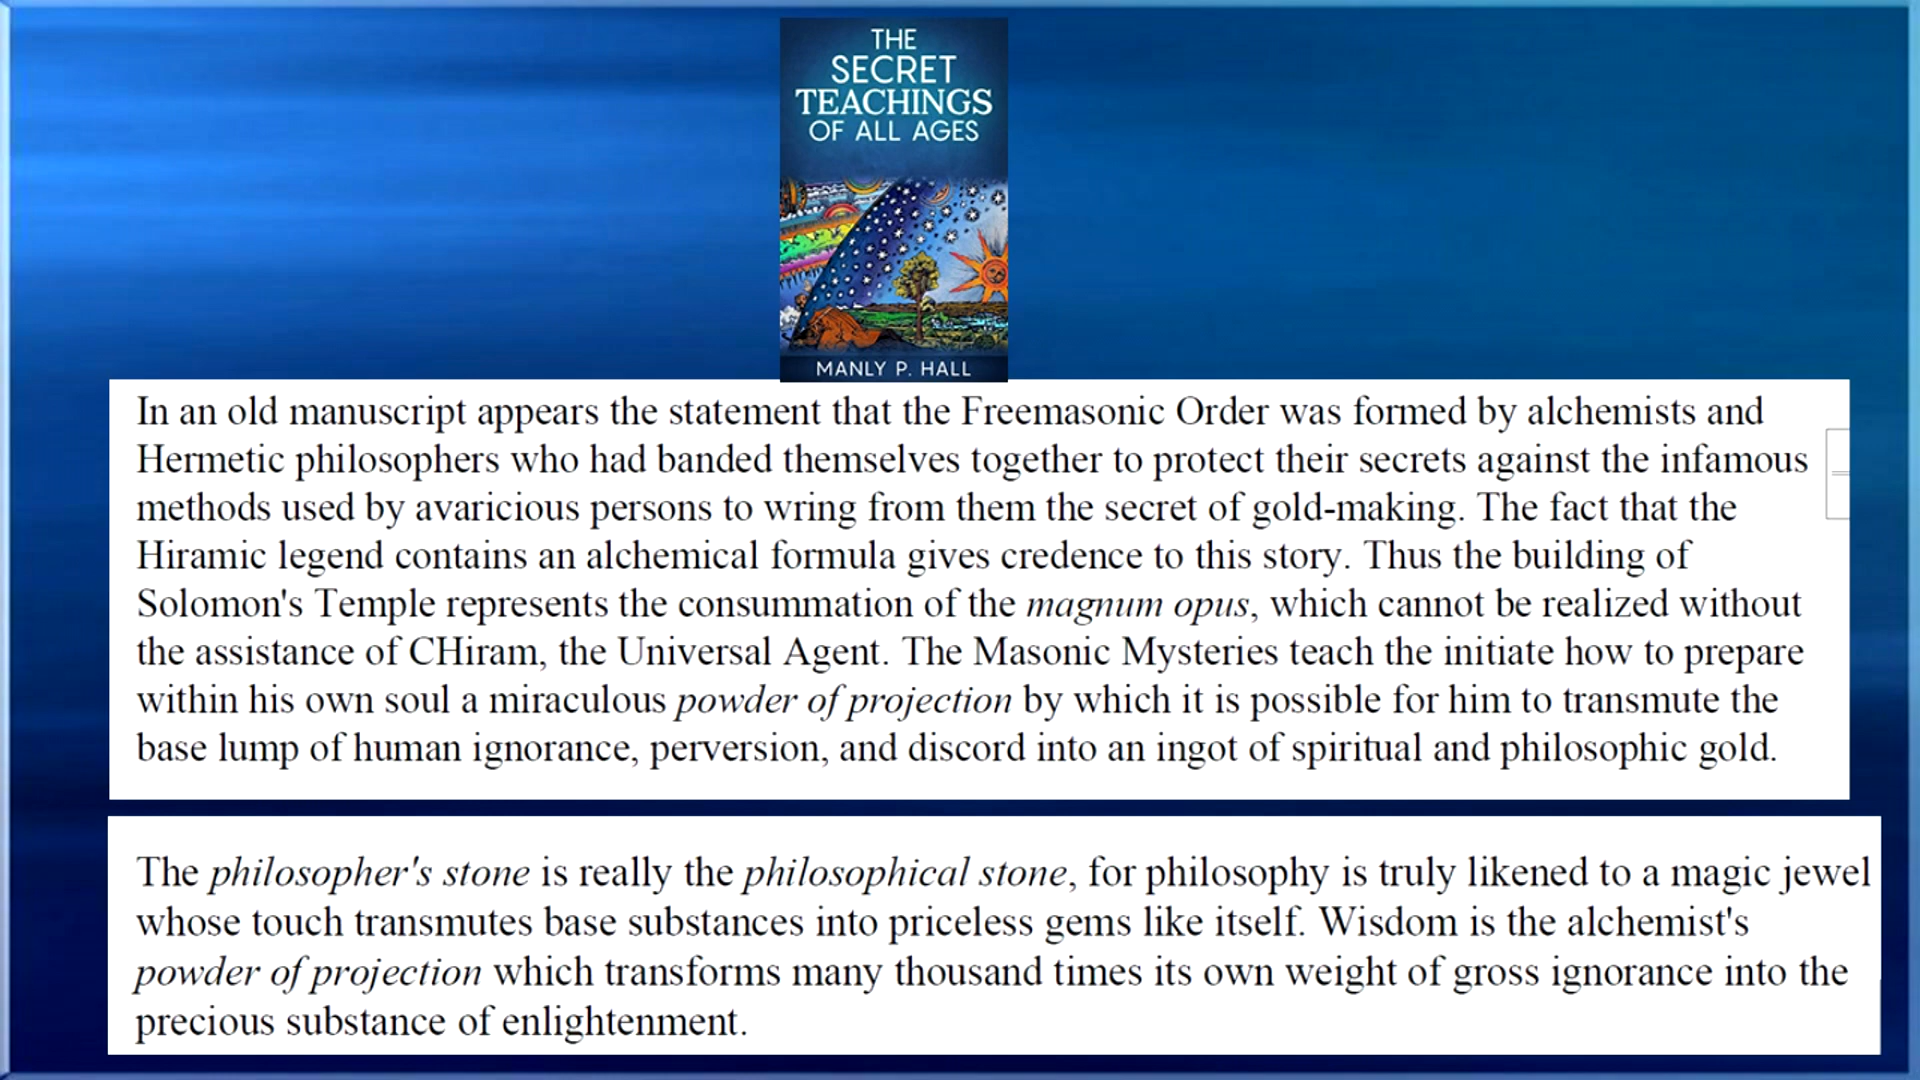 THE
SECRET
TEACHINGS
OF ALL AGES
MANLY P. HALL
In an old manuscript appears the statement that the Freemasonic Order was formed by alchemists and
Hermetic philosophers who had banded themselves together to protect their secrets against the infamous
methods used by avaricious persons to wring from them the secret of gold-making. The fact that the
Hiramic legend contains an alchemical formula gives credence to this story. Thus the building of
Solomon's Temple represents the consummation of the magnum opus, which cannot be realized without
the assistance of CHiram, the Universal Agent. The Masonic Mysteries teach the initiate how to prepare
within his own soul a miraculous powder of projection by which it is possible for him to transmute the
base lump of human ignorance, perversion, and discord into an ingot of spiritual and philosophic gold.
The philosopher's stone is really the philosophical stone, for philosophy is truly likened to a magic jewel
whose touch transmutes base substances into priceless gems like itself. Wisdom is the alchemist's
powder of projection which transforms many thousand times its own weight of gross ignorance into the
precious substance of enlightenment.